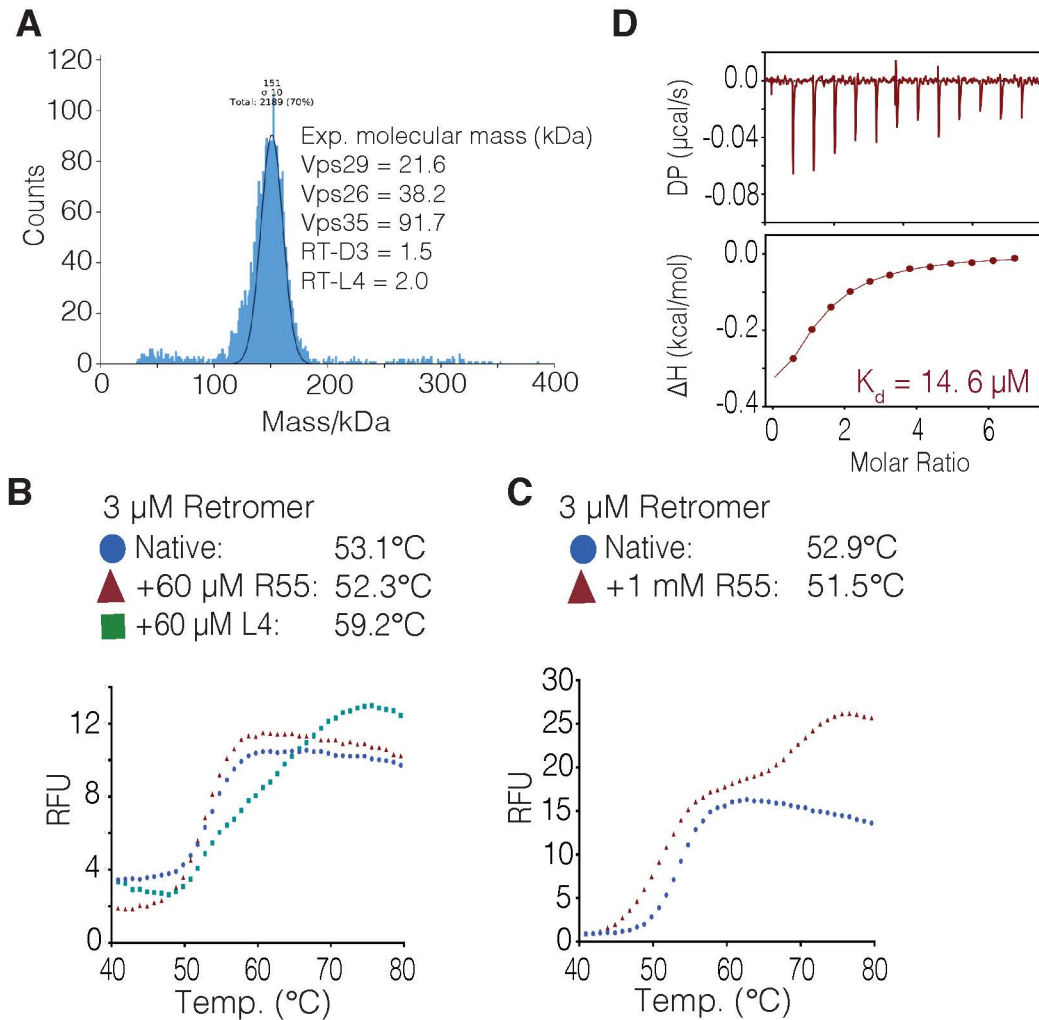 A
151
σ 10
Total: 2189 (70%)
Exp. molecular mass (kDa)
Vps29 = 21.6
Vps26 = 38.2
Vps35 = 91.7
RT-D3 = 1.5
RT-L4 = 2.0
Counts
120
100
80
60
40
20
0
0 100 200 300 400
Mass/kDa
D
DP (µcal/s)
0.0
-0.04
-0.08
ΔH (kcal/mol)
0.0
-0.2
-0.4
Kd = 14. 6 µM
0 2 4 6
Molar Ratio
B
3 µM Retromer
Native: 53.1°C
+60 µM R55: 52.3°C
+60 µM L4: 59.2°C
RFU
12
8
4
0
40 50 60 70 80
Temp. (°C)
C
3 µM Retromer
Native: 52.9°C
+1 mM R55: 51.5°C
RFU
30
25
20
15
10
5
0
40 50 60 70 80
Temp. (°C)